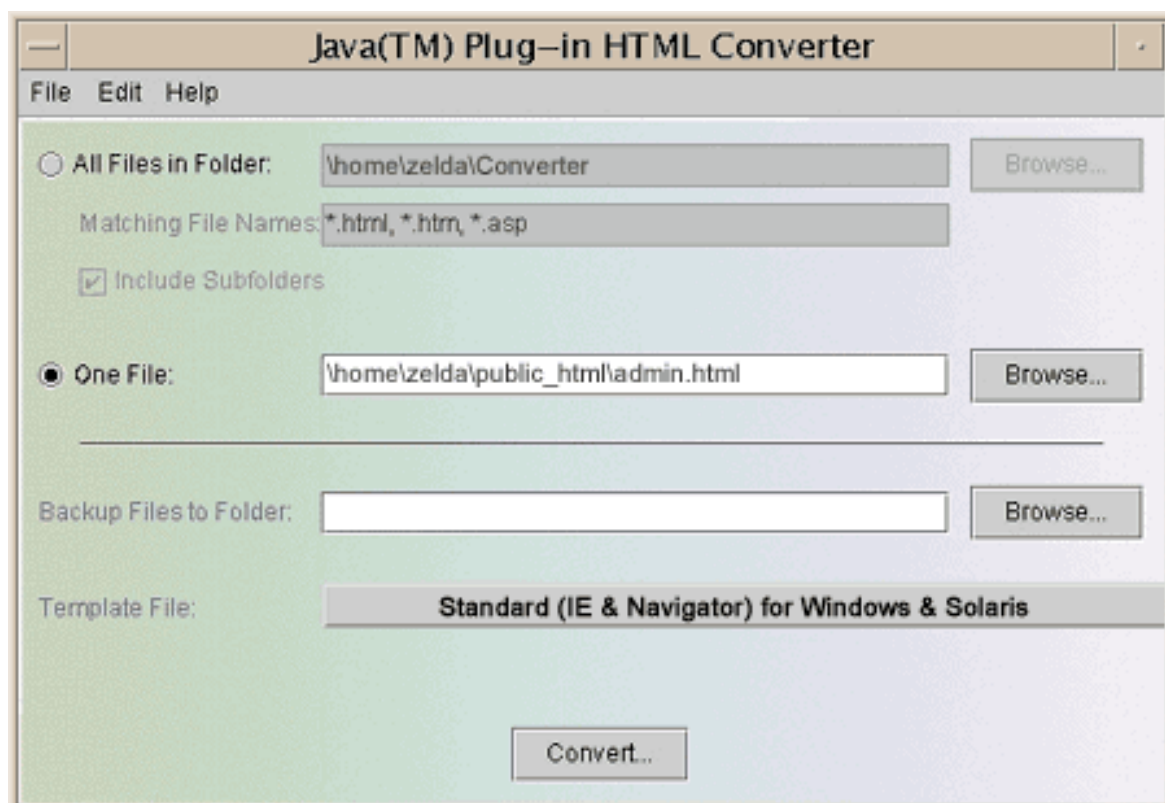 Java(TM) Plug-in HTML Converter
File Edit Help
All Files in Folder: \home\zelda\Converter Browse...
Matching File Names: *.html, *.htm, *.asp
Include Subfolders
One File: \home\zelda\public_html\admin.html Browse...
Backup Files to Folder: Browse...
Template File: Standard (IE & Navigator) for Windows & Solaris
Convert...